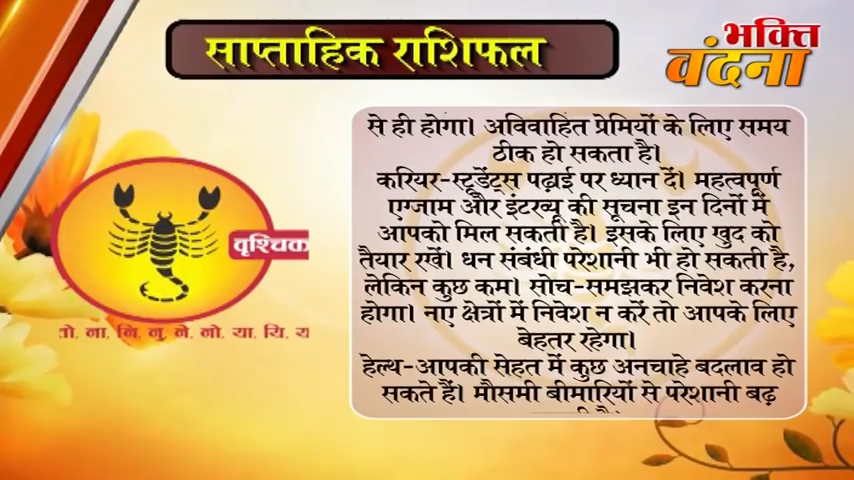 साप्ताहिक राशिफल
भक्ति
वंदना
से ही होगा। अविवाहित प्रेमियों के लिए समय
ठीक हो सकता है।
करियर-स्टूडेंट्स पढ़ाई पर ध्यान दें। महत्वपूर्ण
एग्जाम और इंटरव्यू की सूचना इन दिनों में
आपको मिल सकती है। इसके लिए खुद को
तैयार रखें। धन संबंधी परेशानी भी हो सकती है,
लेकिन कुछ कम। सोच-समझकर निवेश करना
होगा। नए क्षेत्रों में निवेश न करें तो आपके लिए
बेहतर रहेगा।
हेल्थ-आपकी सेहत में कुछ अनचाहे बदलाव हो
सकते हैं। मौसमी बीमारियों से परेशानी बढ़
वृश्चिक
ना, नि, नु, ने, नो, या, यि, य